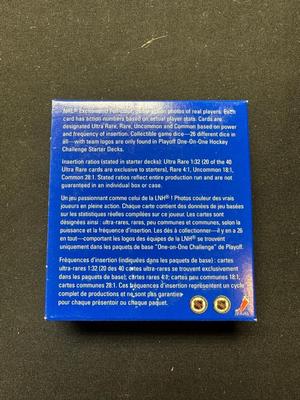 NHL® Excitement! Full-color game action photos of real players. Each
card has action numbers based on actual player stats. Cards are
designated Ultra Rare, Rare, Uncommon and Common based on power
and frequency of insertion. Collectible game dice—26 different dice in
all—with team logos are only found in Playoff One-On-One Hockey
Challenge Starter Decks.
Insertion ratios (stated in starter decks): Ultra Rare 1:32 (20 of the 40
Ultra Rare cards are exclusive to starters), Rare 4:1, Uncommon 18:1,
Common 28:1. Stated ratios reflect entire production run and are not
guaranteed in an individual box or case.
Un jeu passionnant comme celui de la LNH® ! Photos couleur des vrais
joueurs en pleine action. Chaque carte contient des données de jeu basées
sur les statistiques réelles compilées sur ce joueur. Les cartes sont
désignées ainsi : ultra-rares, rares, peu communes et communes, selon la
puissance et la fréquence d'insertion. Les dés à collectionner—il y a 26
en tout—comportant les logos des équipes de la LNH® se trouvent
uniquement dans les paquets de base "One-on-One Challenge" de Playoff.
Fréquences d'insertion (indiquées dans les paquets de base) : cartes
ultra-rares 1:32 (20 des 40 cartes ultra-rares se trouvent exclusivement
dans les paquets de base); cartes rares 4:1; cartes peu communes 18:1,
cartes communes 28:1. Ces fréquences d'insertion représentent un cycle
complet de productions et ne sont pas garanties
pour chaque présentoir ou chaque paquet.